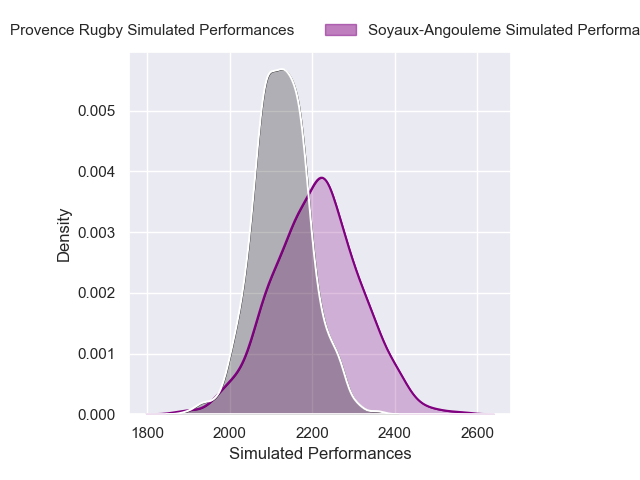 Provence Rugby Simulated Performances
Soyaux-Angouleme Simulated Performa
0.005
0.004
0.003
0.002
0.001
0.000
Density
1800 2000 2200 2400 2600
Simulated Performances